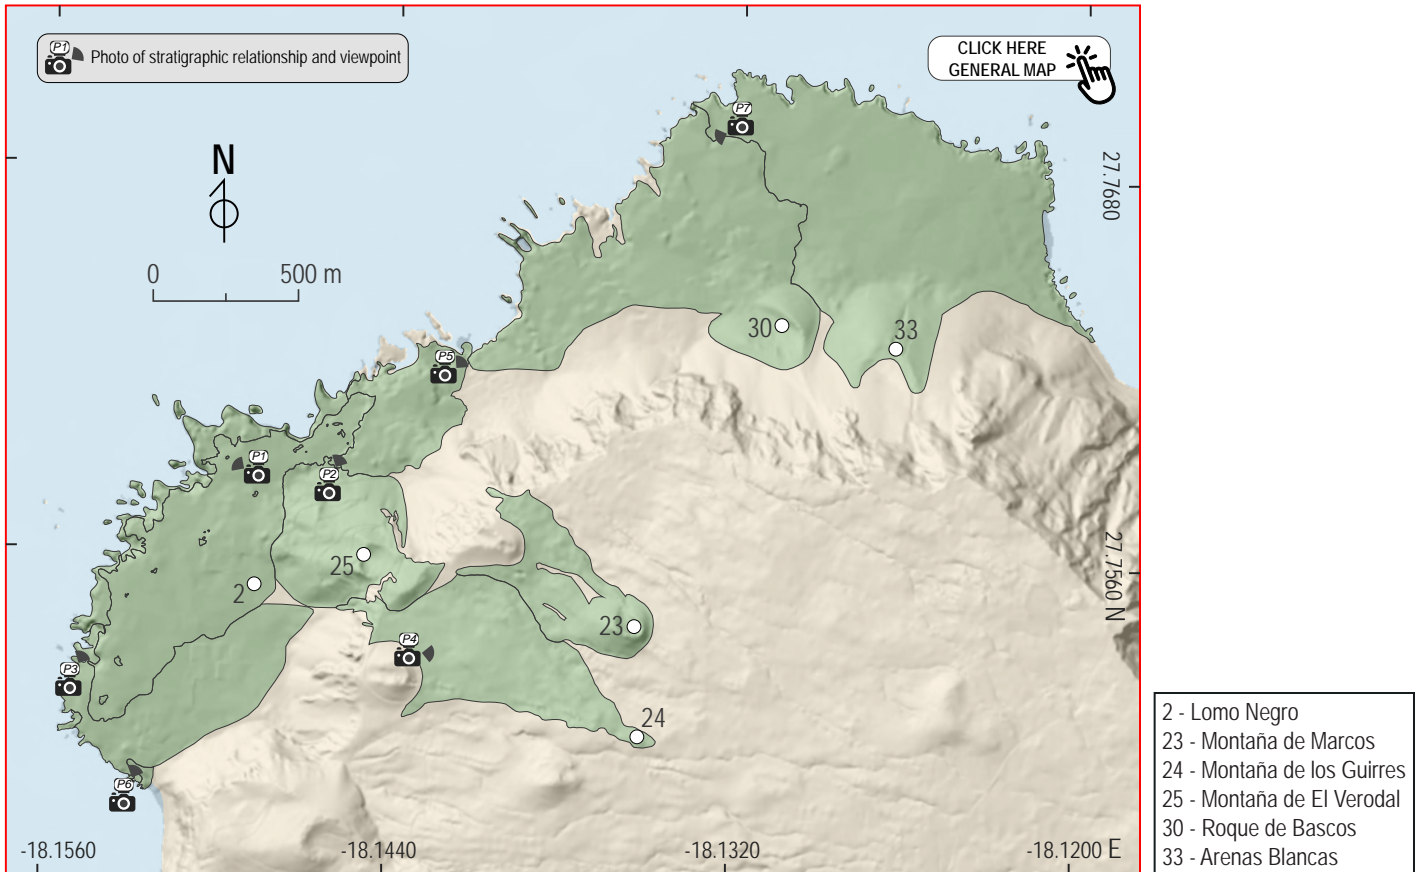 P1
Photo of stratigraphic relationship and viewpoint
CLICK HERE
GENERAL MAP
N
0 500 m
P7
27.7680
30
33
P5
P1
P2
25
2
27.7560 N
23
P4
P3
24
P6
-18.1560
-18.1440
-18.1320
-18.1200 E
2 - Lomo Negro
23 - Montaña de Marcos
24 - Montaña de los Guirres
25 - Montaña de El Verodal
30 - Roque de Bascos
33 - Arenas Blancas